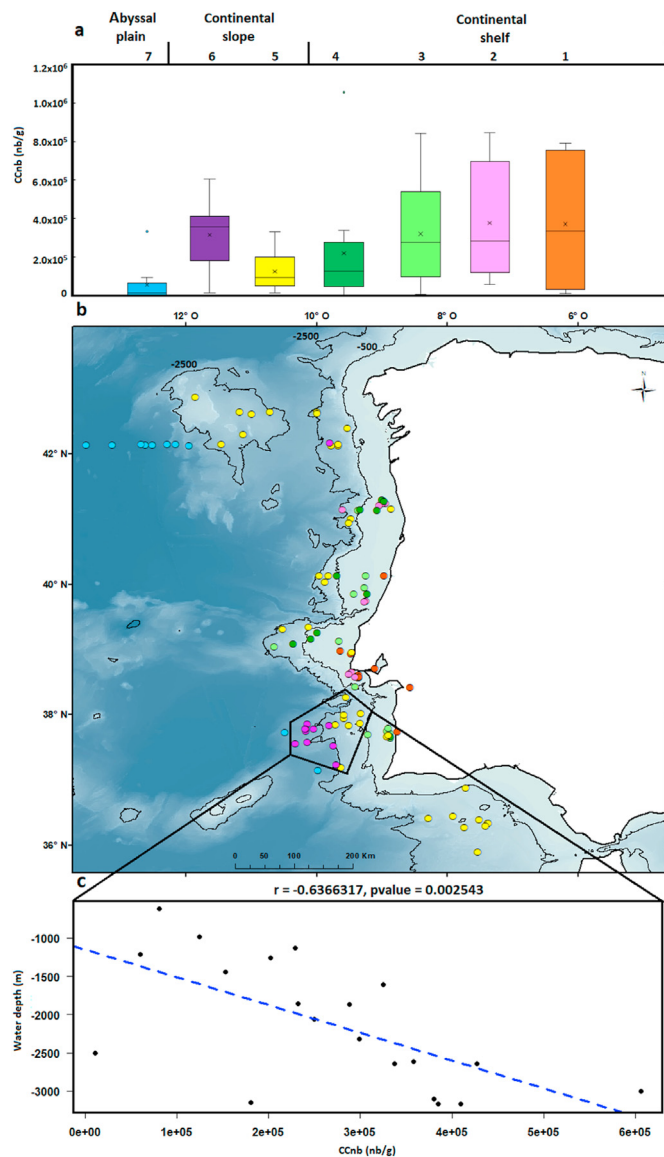 Abyssal plain Continental slope Continental shelf
a 7 6 5 4 3 2 1
1.2x10⁶
1.0x10⁶
8.0x10⁵
6.0x10⁵
4.0x10⁵
2.0x10⁵
0
CCnb (nb/g)
b 12° 10° 8° 6°
-2500 -2500 -500
N
42° N
40° N
38° N
36° N
0 50 100 200 Km
c r = -0.6366317, pvalue = 0.002543
-1000
-1500
-2000
-2500
-3000
Water depth (m)
0e+00 1e+05 2e+05 3e+05 4e+05 5e+05 6e+05
CCnb (nb/g)